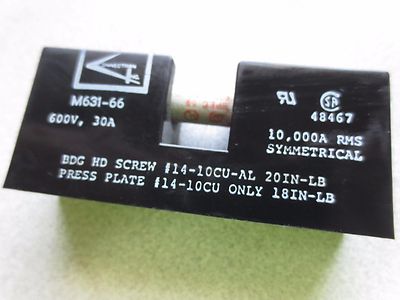 CONNECTION
M631-66
600V, 30A
48467
10,000A RMS
SYMMETRICAL
BDG HD SCREW #14-10CU-AL 20IN-LB
PRESS PLATE #14-10CU ONLY 18IN-LB